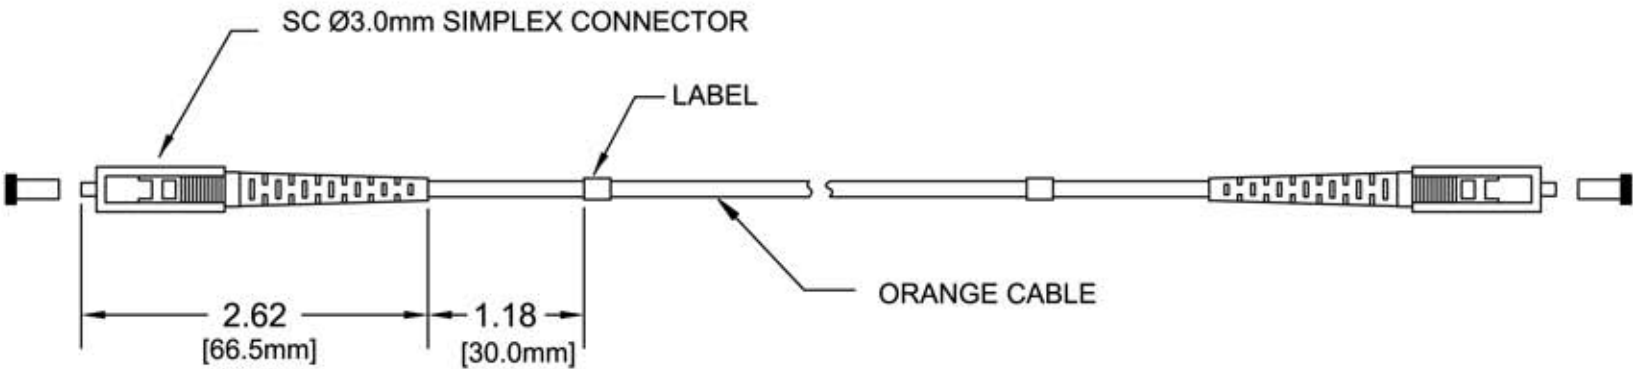 SC Ø3.0mm SIMPLEX CONNECTOR
LABEL
ORANGE CABLE
2.62
[66.5mm]
1.18
[30.0mm]